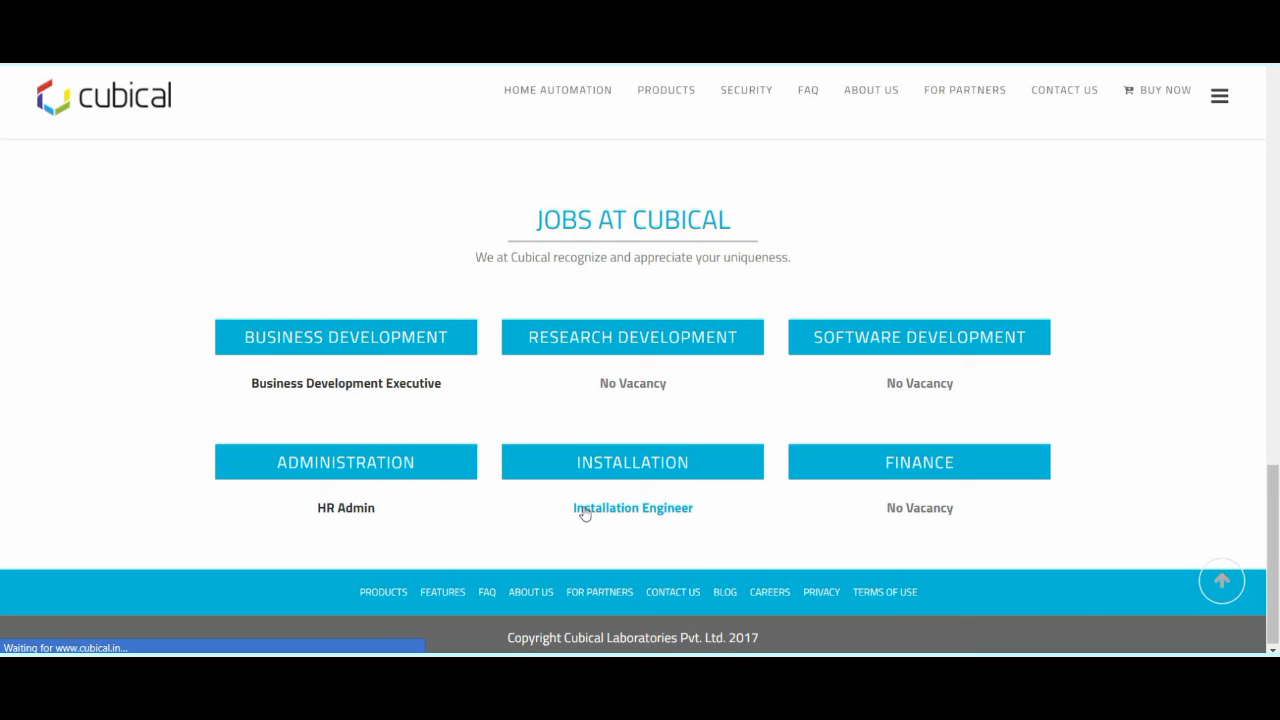 cubical
HOME AUTOMATION PRODUCTS SECURITY FAQ ABOUT US FOR PARTNERS CONTACT US BUY NOW
JOBS AT CUBICAL
We at Cubical recognize and appreciate your uniqueness.
BUSINESS DEVELOPMENT RESEARCH DEVELOPMENT SOFTWARE DEVELOPMENT
Business Development Executive No Vacancy No Vacancy
ADMINISTRATION INSTALLATION FINANCE
HR Admin Installation Engineer No Vacancy
PRODUCTS FEATURES FAQ ABOUT US FOR PARTNERS CONTACT US BLOG CAREERS PRIVACY TERMS OF USE
Copyright Cubical Laboratories Pvt. Ltd. 2017
Waiting for www.cubical.in...